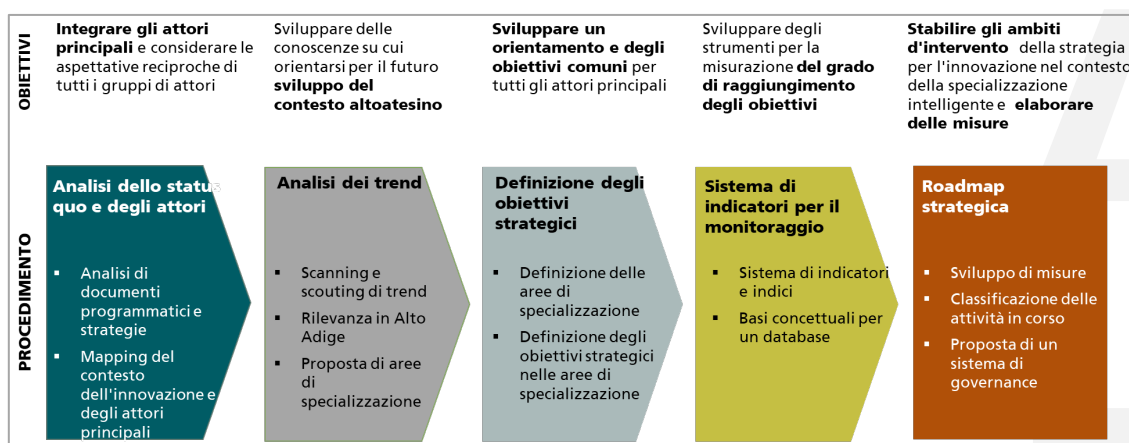 OBIETTIVI
Integrare gli attori
principali e considerare le
aspettative reciproche di
tutti i gruppi di attori
Sviluppare delle
conoscenze su cui
orientarsi per il futuro
sviluppo del
contesto altoatesino
Sviluppare un
orientamento e degli
obiettivi comuni per
tutti gli attori principali
Sviluppare degli
strumenti per la
misurazione del grado
di raggiungimento
degli obiettivi
Stabilire gli ambiti
d'intervento della strategia
per l'innovazione nel contesto
della specializzazione
intelligente e elaborare
delle misure
PROCEDIMENTO
Analisi dello status
quo e degli attori
▪ Analisi di
documenti
programmatici e
strategie
▪ Mapping del
contesto
dell'innovazione e
degli attori
principali
Analisi dei trend
▪ Scanning e
scouting di trend
▪ Rilevanza in Alto
Adige
▪ Proposta di aree
di
specializzazione
Definizione degli
obiettivi
strategici
▪ Definizione delle
aree di
specializzazione
▪ Definizione degli
obiettivi strategici
nelle aree di
specializzazione
Sistema di
indicatori per il
monitoraggio
▪ Sistema di indicatori
e indici
▪ Basi concettuali per
un database
Roadmap
strategica
▪ Sviluppo di misure
▪ Classificazione delle
attività in corso
▪ Proposta di un
sistema di
governance